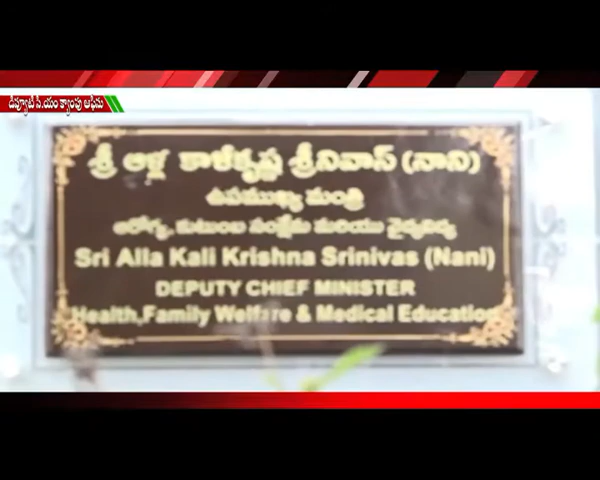 డిప్యూటీ సి.యం క్యాంపు ఆఫీసు
శ్రీ ఆళ్ల కాళీకృష్ణ శ్రీనివాస్ (నాని)
ఉపముఖ్య మంత్రి
ఆరోగ్య, కుటుంబ సంక్షేమ మరియు వైద్యవిద్య
Sri Alla Kali Krishna Srinivas (Nani)
DEPUTY CHIEF MINISTER
Health,Family Welfare & Medical Education